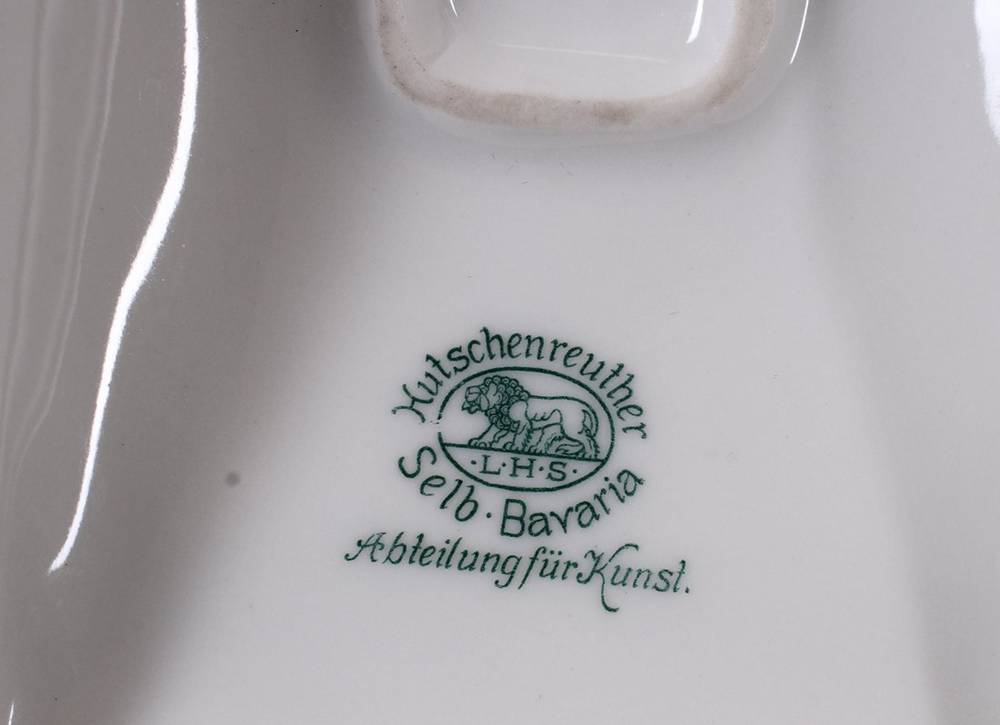 Hutschenreuther
·L·H·S·
Selb·Bavaria
Abteilung für Kunst.